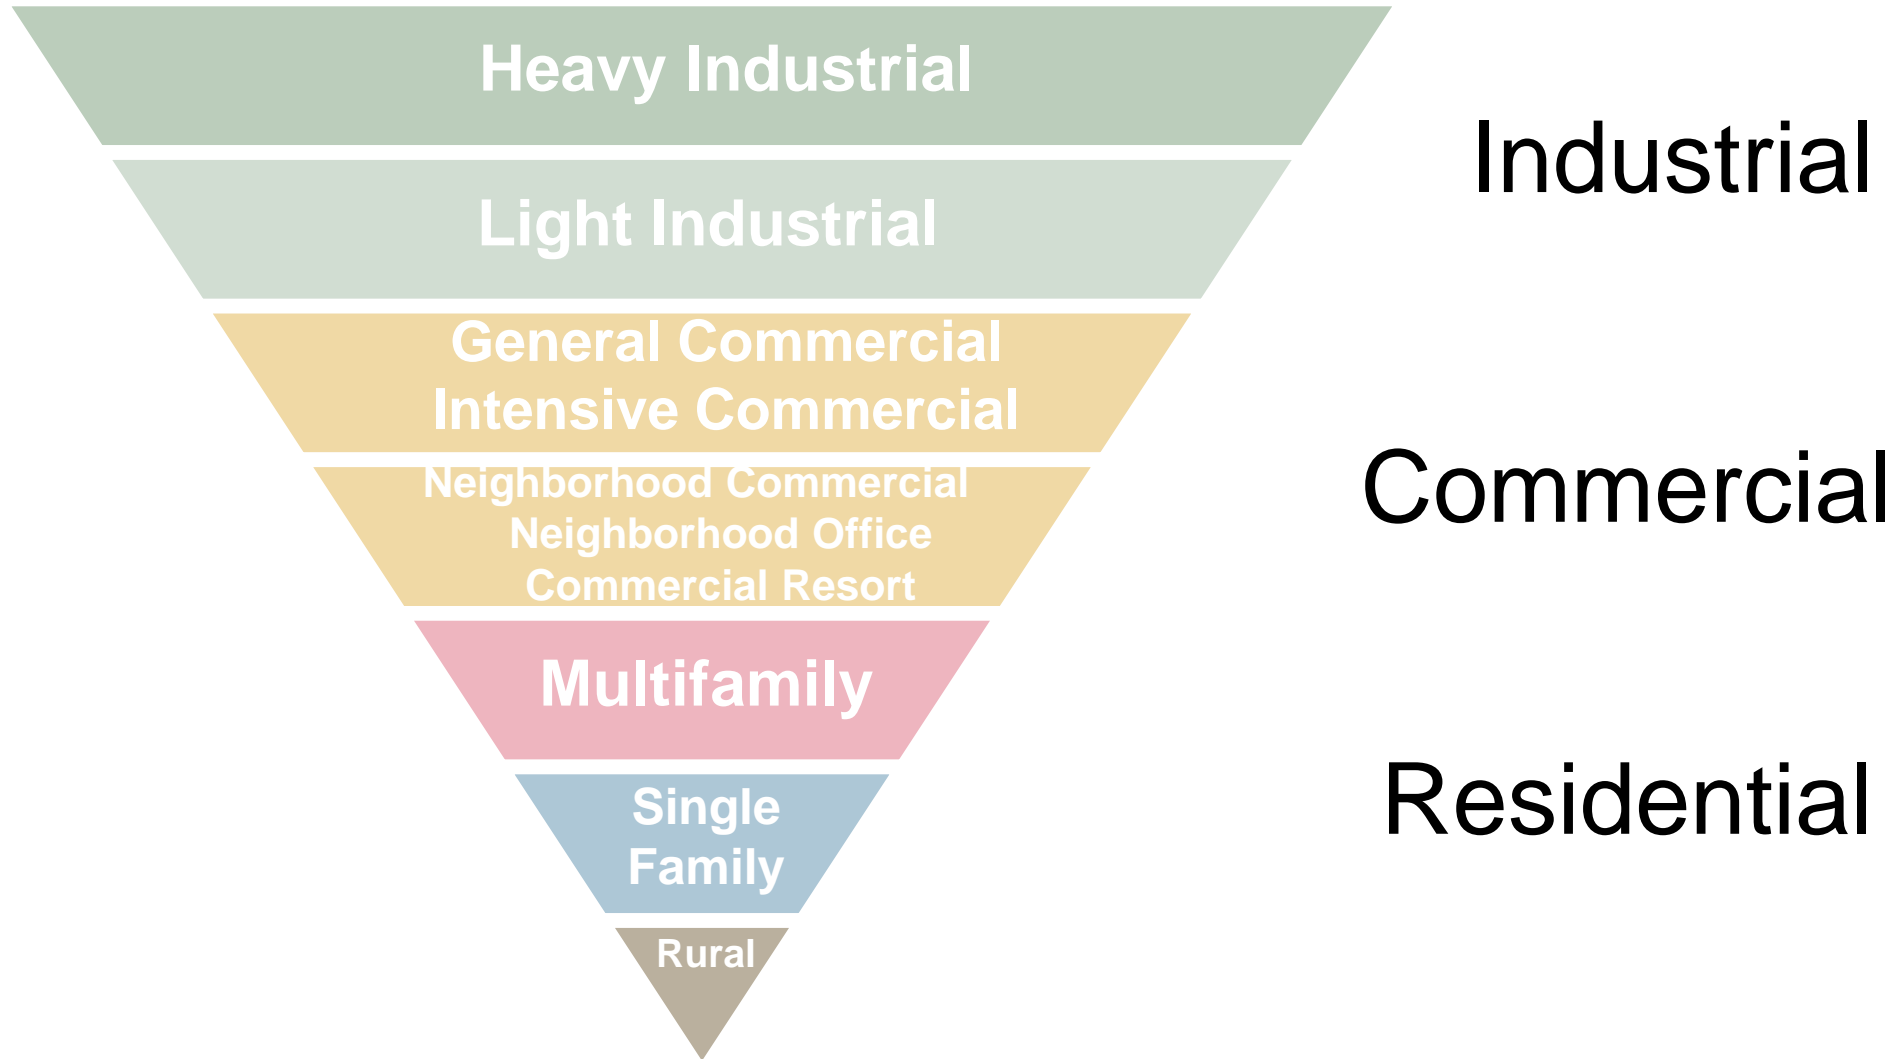 Heavy Industrial
Light Industrial
Industrial
General Commercial
Intensive Commercial
Neighborhood Commercial
Neighborhood Office
Commercial Resort
Commercial
Multifamily
Single
Family
Rural
Residential